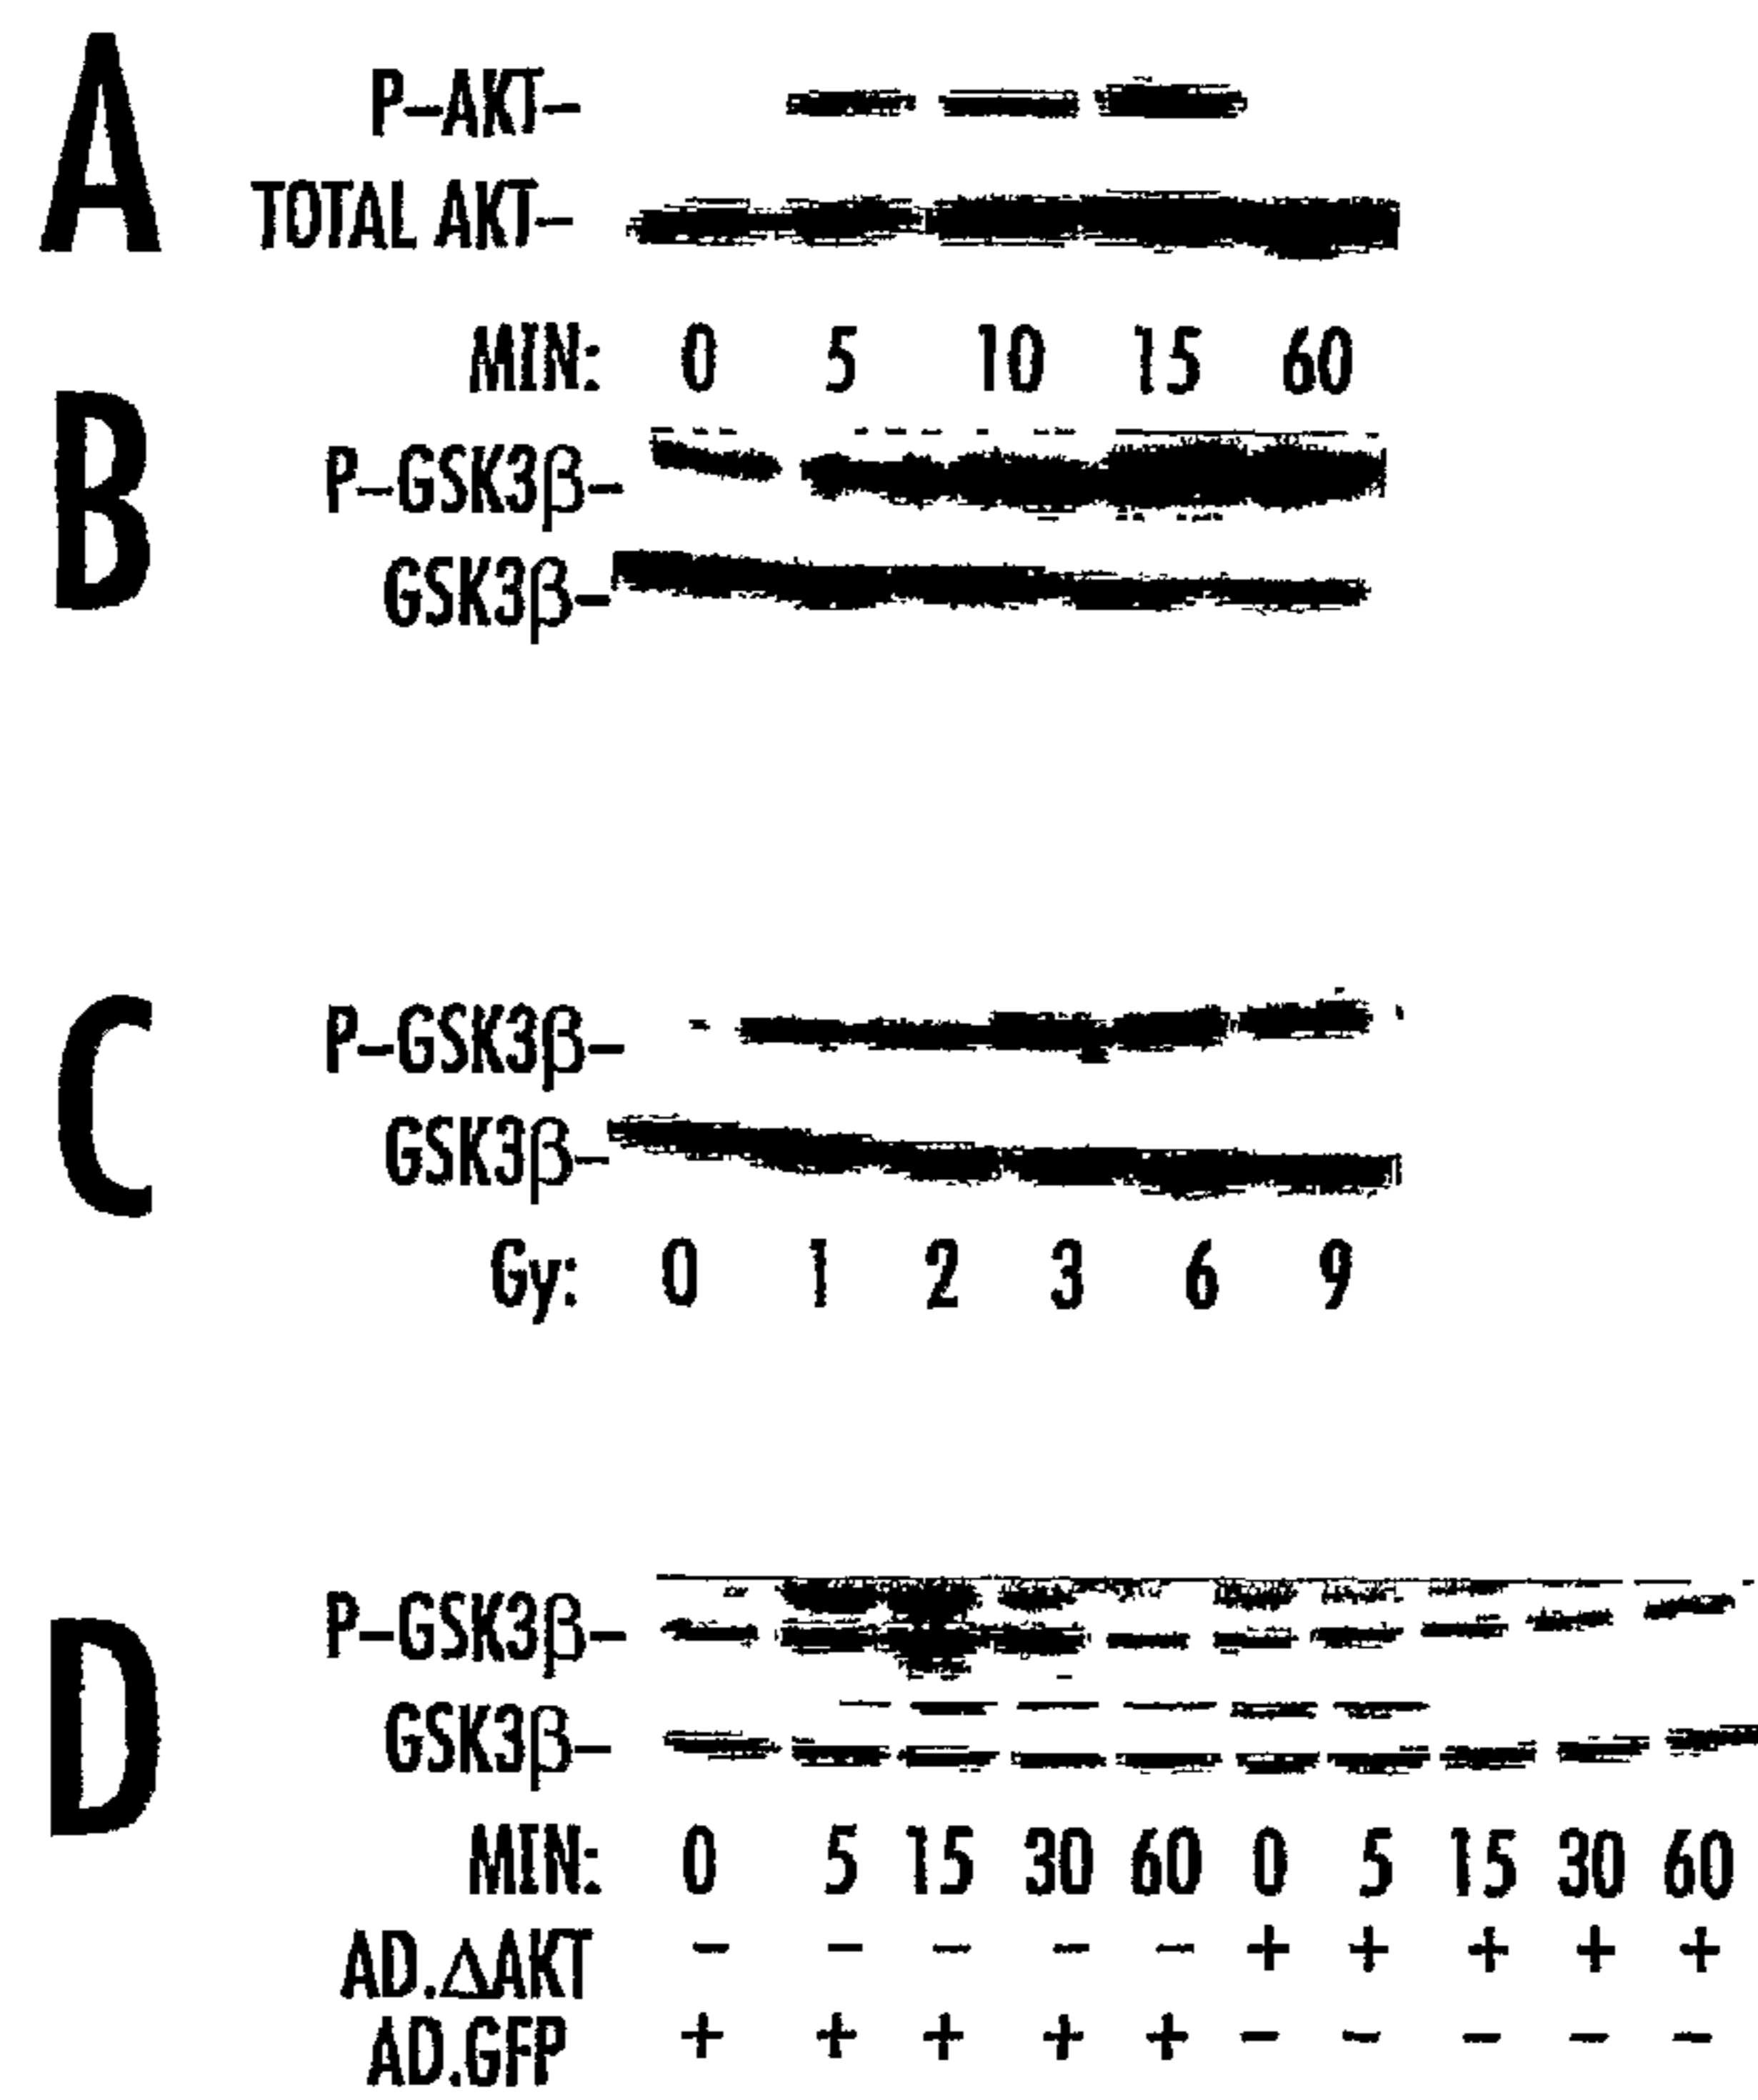 A
P-AKT-
TOTAL AKT-
MIN: 0 5 10 15 60
B
P-GSK3β-
GSK3β-
C
P-GSK3β-
GSK3β-
Gy: 0 1 2 3 6 9
D
P-GSK3β-
GSK3β-
MIN: 0 5 15 30 60 0 5 15 30 60
AD.ΔAKT - - - - - + + + + +
AD.GFP + + + + + - - - - -